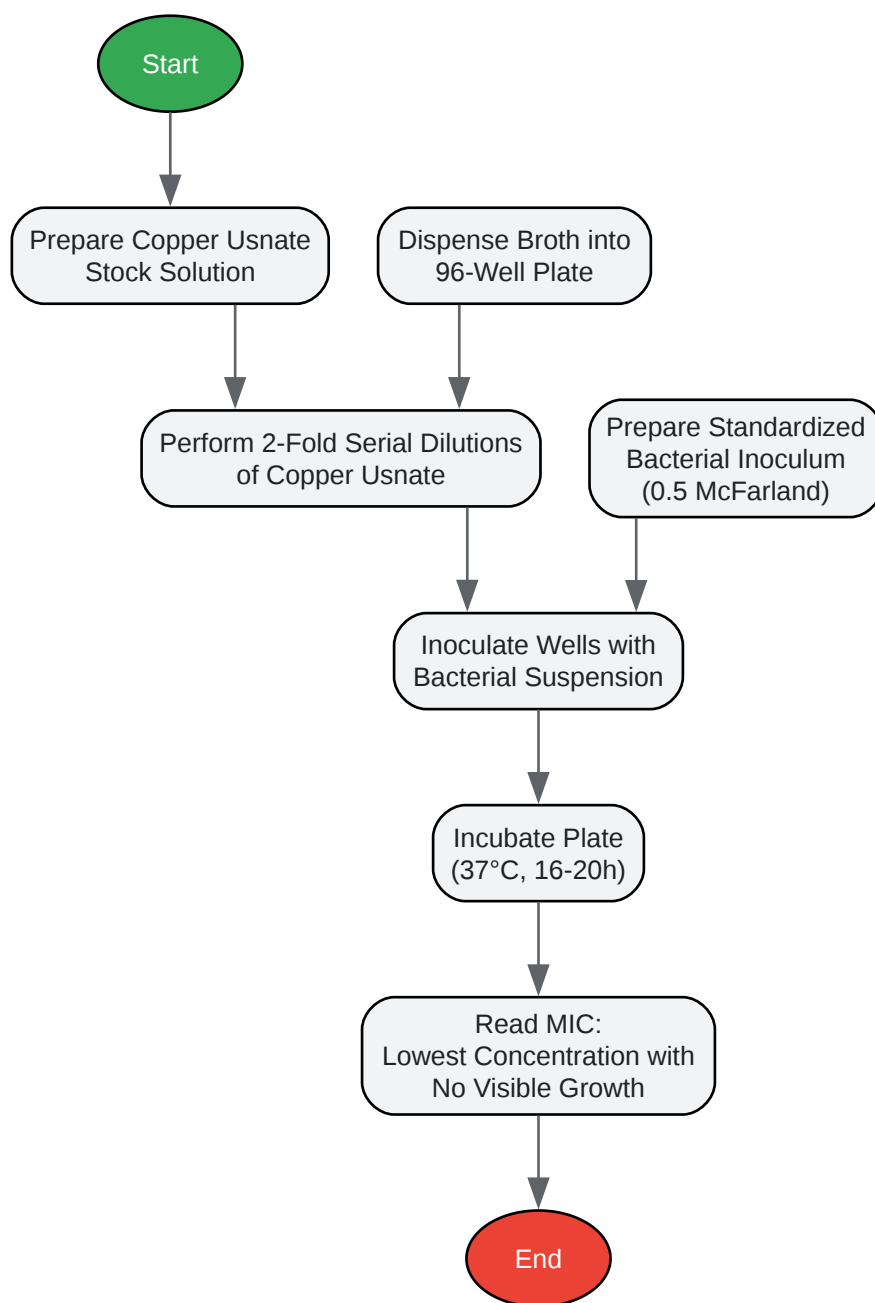 Start
Prepare Copper Usnate
Stock Solution
Dispense Broth into
96-Well Plate
Perform 2-Fold Serial Dilutions
of Copper Usnate
Prepare Standardized
Bacterial Inoculum
(0.5 McFarland)
Inoculate Wells with
Bacterial Suspension
Incubate Plate
(37°C, 16-20h)
Read MIC:
Lowest Concentration with
No Visible Growth
End